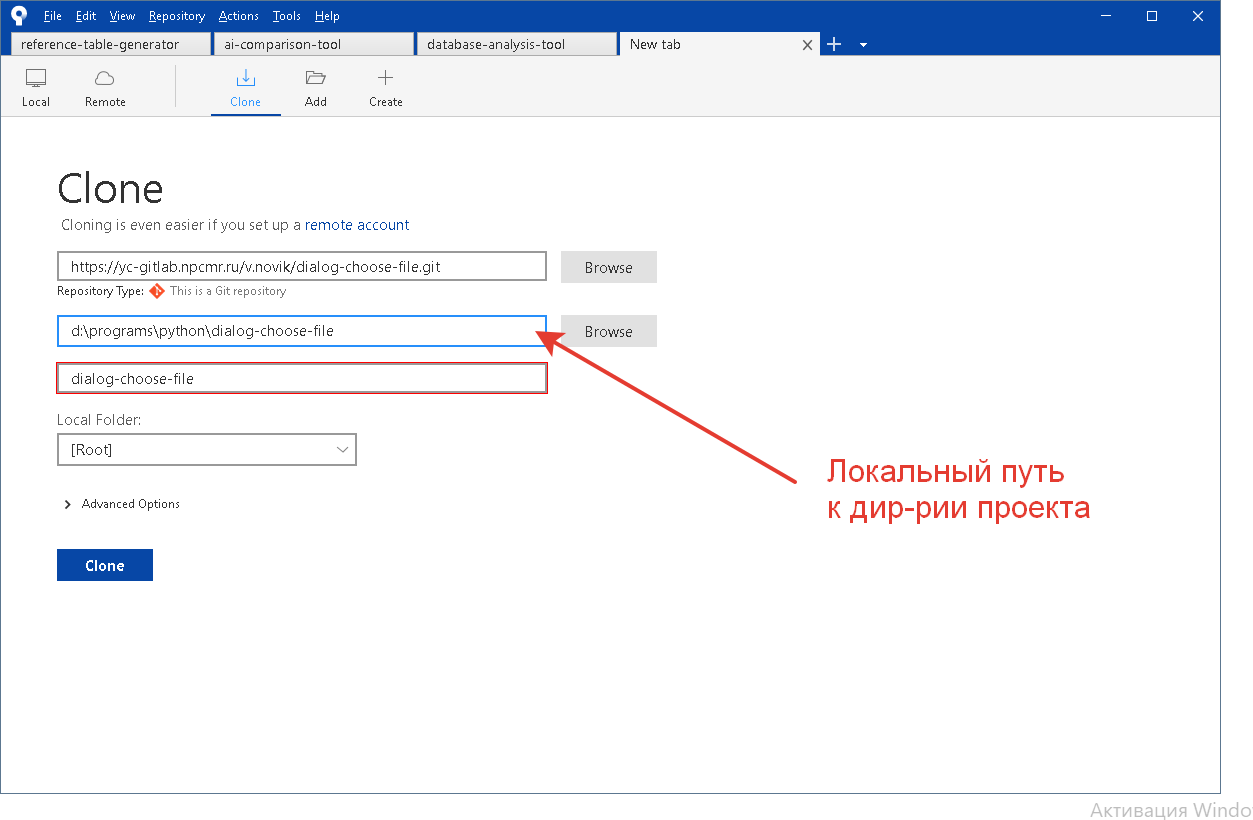 File Edit View Repository Actions Tools Help
reference-table-generator ai-comparison-tool database-analysis-tool New tab
Local Remote Clone Add Create
Clone
Cloning is even easier if you set up a remote account
https://yc-gitlab.npcmr.ru/v.novik/dialog-choose-file.git Browse
Repository Type: This is a Git repository
d:\programs\python\dialog-choose-file Browse
dialog-choose-file
Local Folder:
[Root]
Локальный путь
к дир-рии проекта
Advanced Options
Clone
Активация Windo